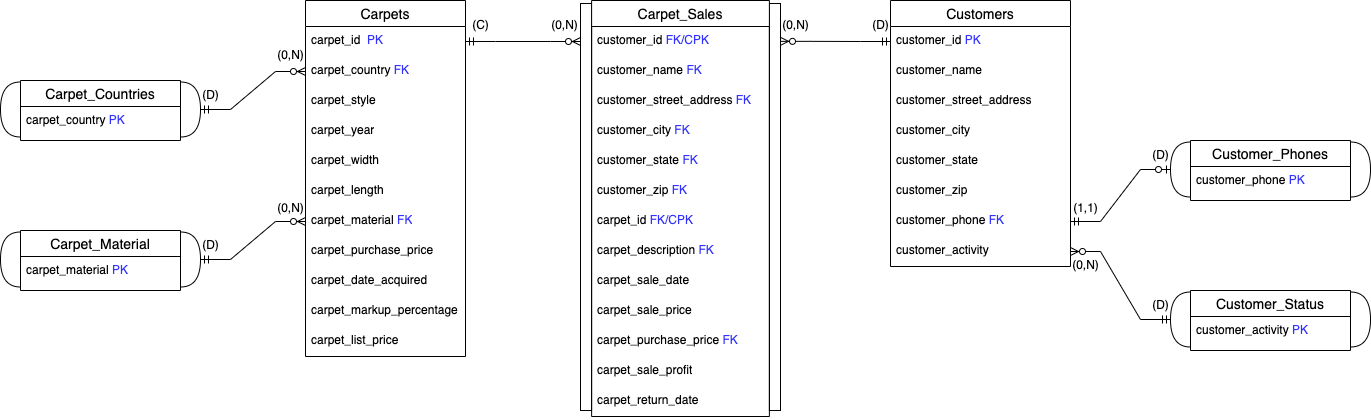 Carpet_Countries
carpet_country PK
(D)
(0,N)
Carpet_Material
carpet_material PK
(D)
(0,N)
Carpets
carpet_id PK
carpet_country FK
carpet_style
carpet_year
carpet_width
carpet_length
carpet_material FK
carpet_purchase_price
carpet_date_acquired
carpet_markup_percentage
carpet_list_price
(C)
(0,N)
Carpet_Sales
customer_id FK/CPK
customer_name FK
customer_street_address FK
customer_city FK
customer_state FK
customer_zip FK
carpet_id FK/CPK
carpet_description FK
carpet_sale_date
carpet_sale_price
carpet_purchase_price FK
carpet_sale_profit
carpet_return_date
(0,N)
(D)
Customers
customer_id PK
customer_name
customer_street_address
customer_city
customer_state
customer_zip
customer_phone FK
customer_activity
(1,1)
(0,N)
(D)
Customer_Phones
customer_phone PK
(D)
Customer_Status
customer_activity PK